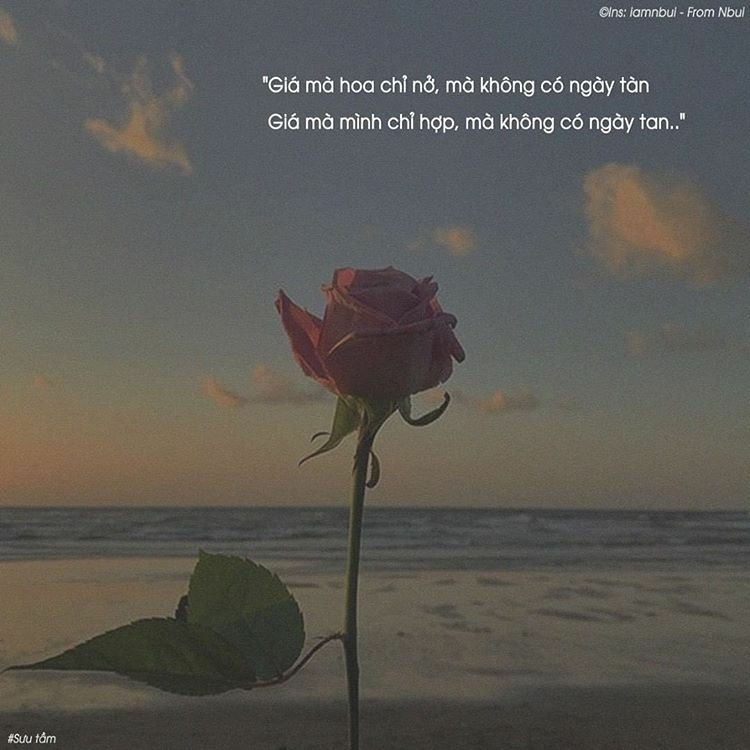 ©Ins: iamnbui - From Nbui
"Giá mà hoa chỉ nở, mà không có ngày tàn
Giá mà mình chỉ hợp, mà không có ngày tan.."
#Sưu tầm